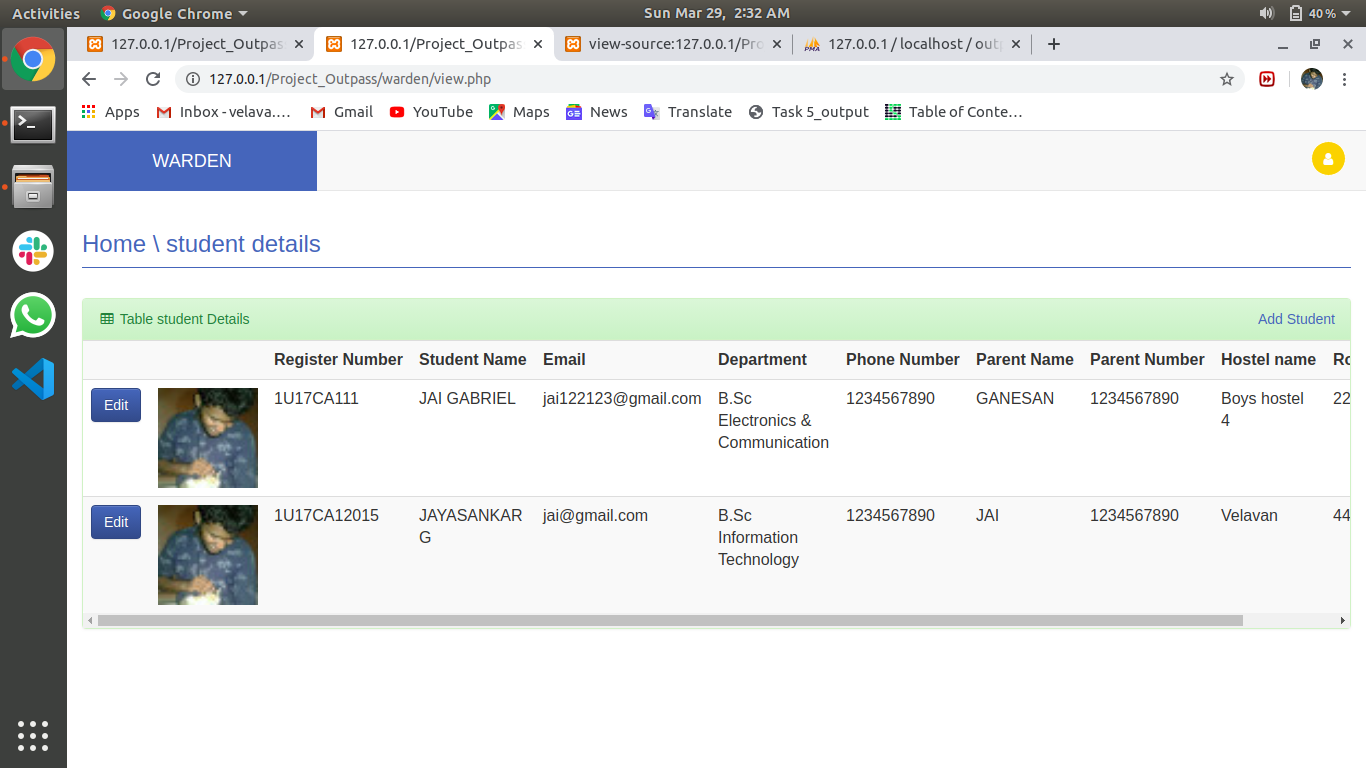 Activities Google Chrome Sun Mar 29, 2:32 AM 40%
127.0.0.1/Project_Outpas 127.0.0.1/Project_Outpas view-source:127.0.0.1/Pro 127.0.0.1 / localhost / outp
127.0.0.1/Project_Outpass/warden/view.php
Apps Inbox - velava.… Gmail YouTube Maps News Translate Task 5_output Table of Conte…
WARDEN
Home \ student details
Table student Details Add Student
Register Number Student Name Email Department Phone Number Parent Name Parent Number Hostel name Ro
Edit 1U17CA111 JAI GABRIEL jai122123@gmail.com B.Sc 1234567890 GANESAN 1234567890 Boys hostel 22
Electronics & 4
Communication
Edit 1U17CA12015 JAYASANKAR jai@gmail.com B.Sc 1234567890 JAI 1234567890 Velavan 44
G Information
Technology